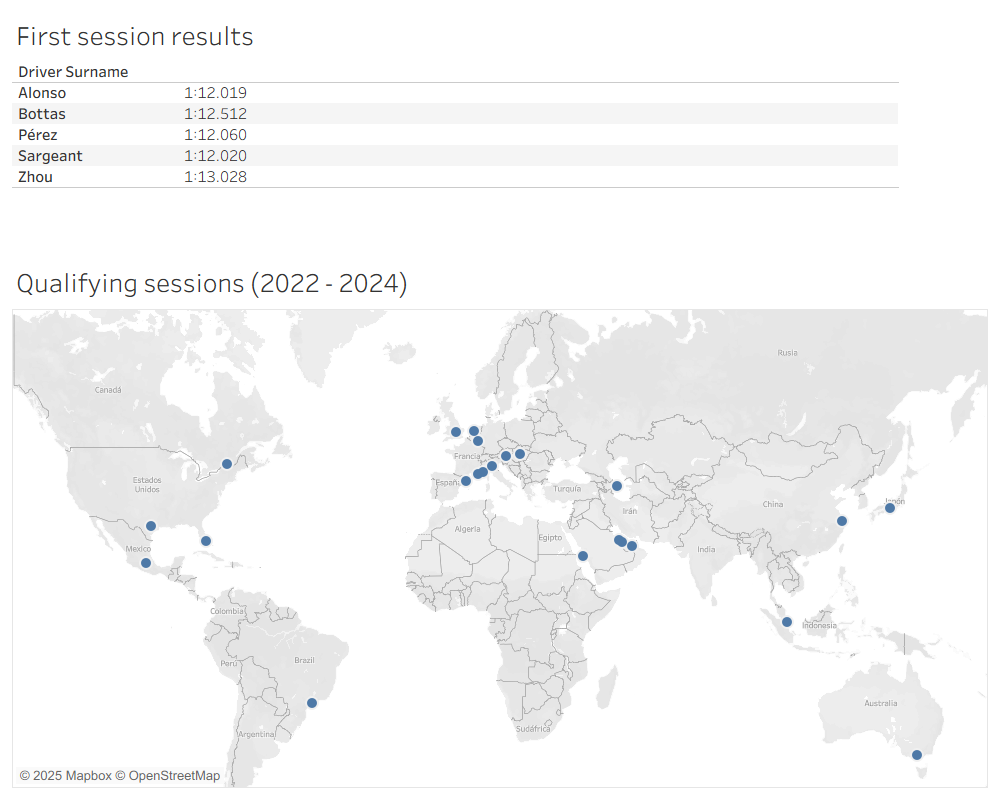 First session results
Driver Surname
Alonso 1:12.019
Bottas 1:12.512
Pérez 1:12.060
Sargeant 1:12.020
Zhou 1:13.028
Qualifying sessions (2022 - 2024)
Rusia
Canadá
Francia
Estados
Unidos
España
Turquía
China
Japón
Irán
Algeria
Egipto
Mexico
India
Colombia
Indonesia
Perú
Brazil
Australia
Argentina
Sudáfrica
© 2025 Mapbox © OpenStreetMap